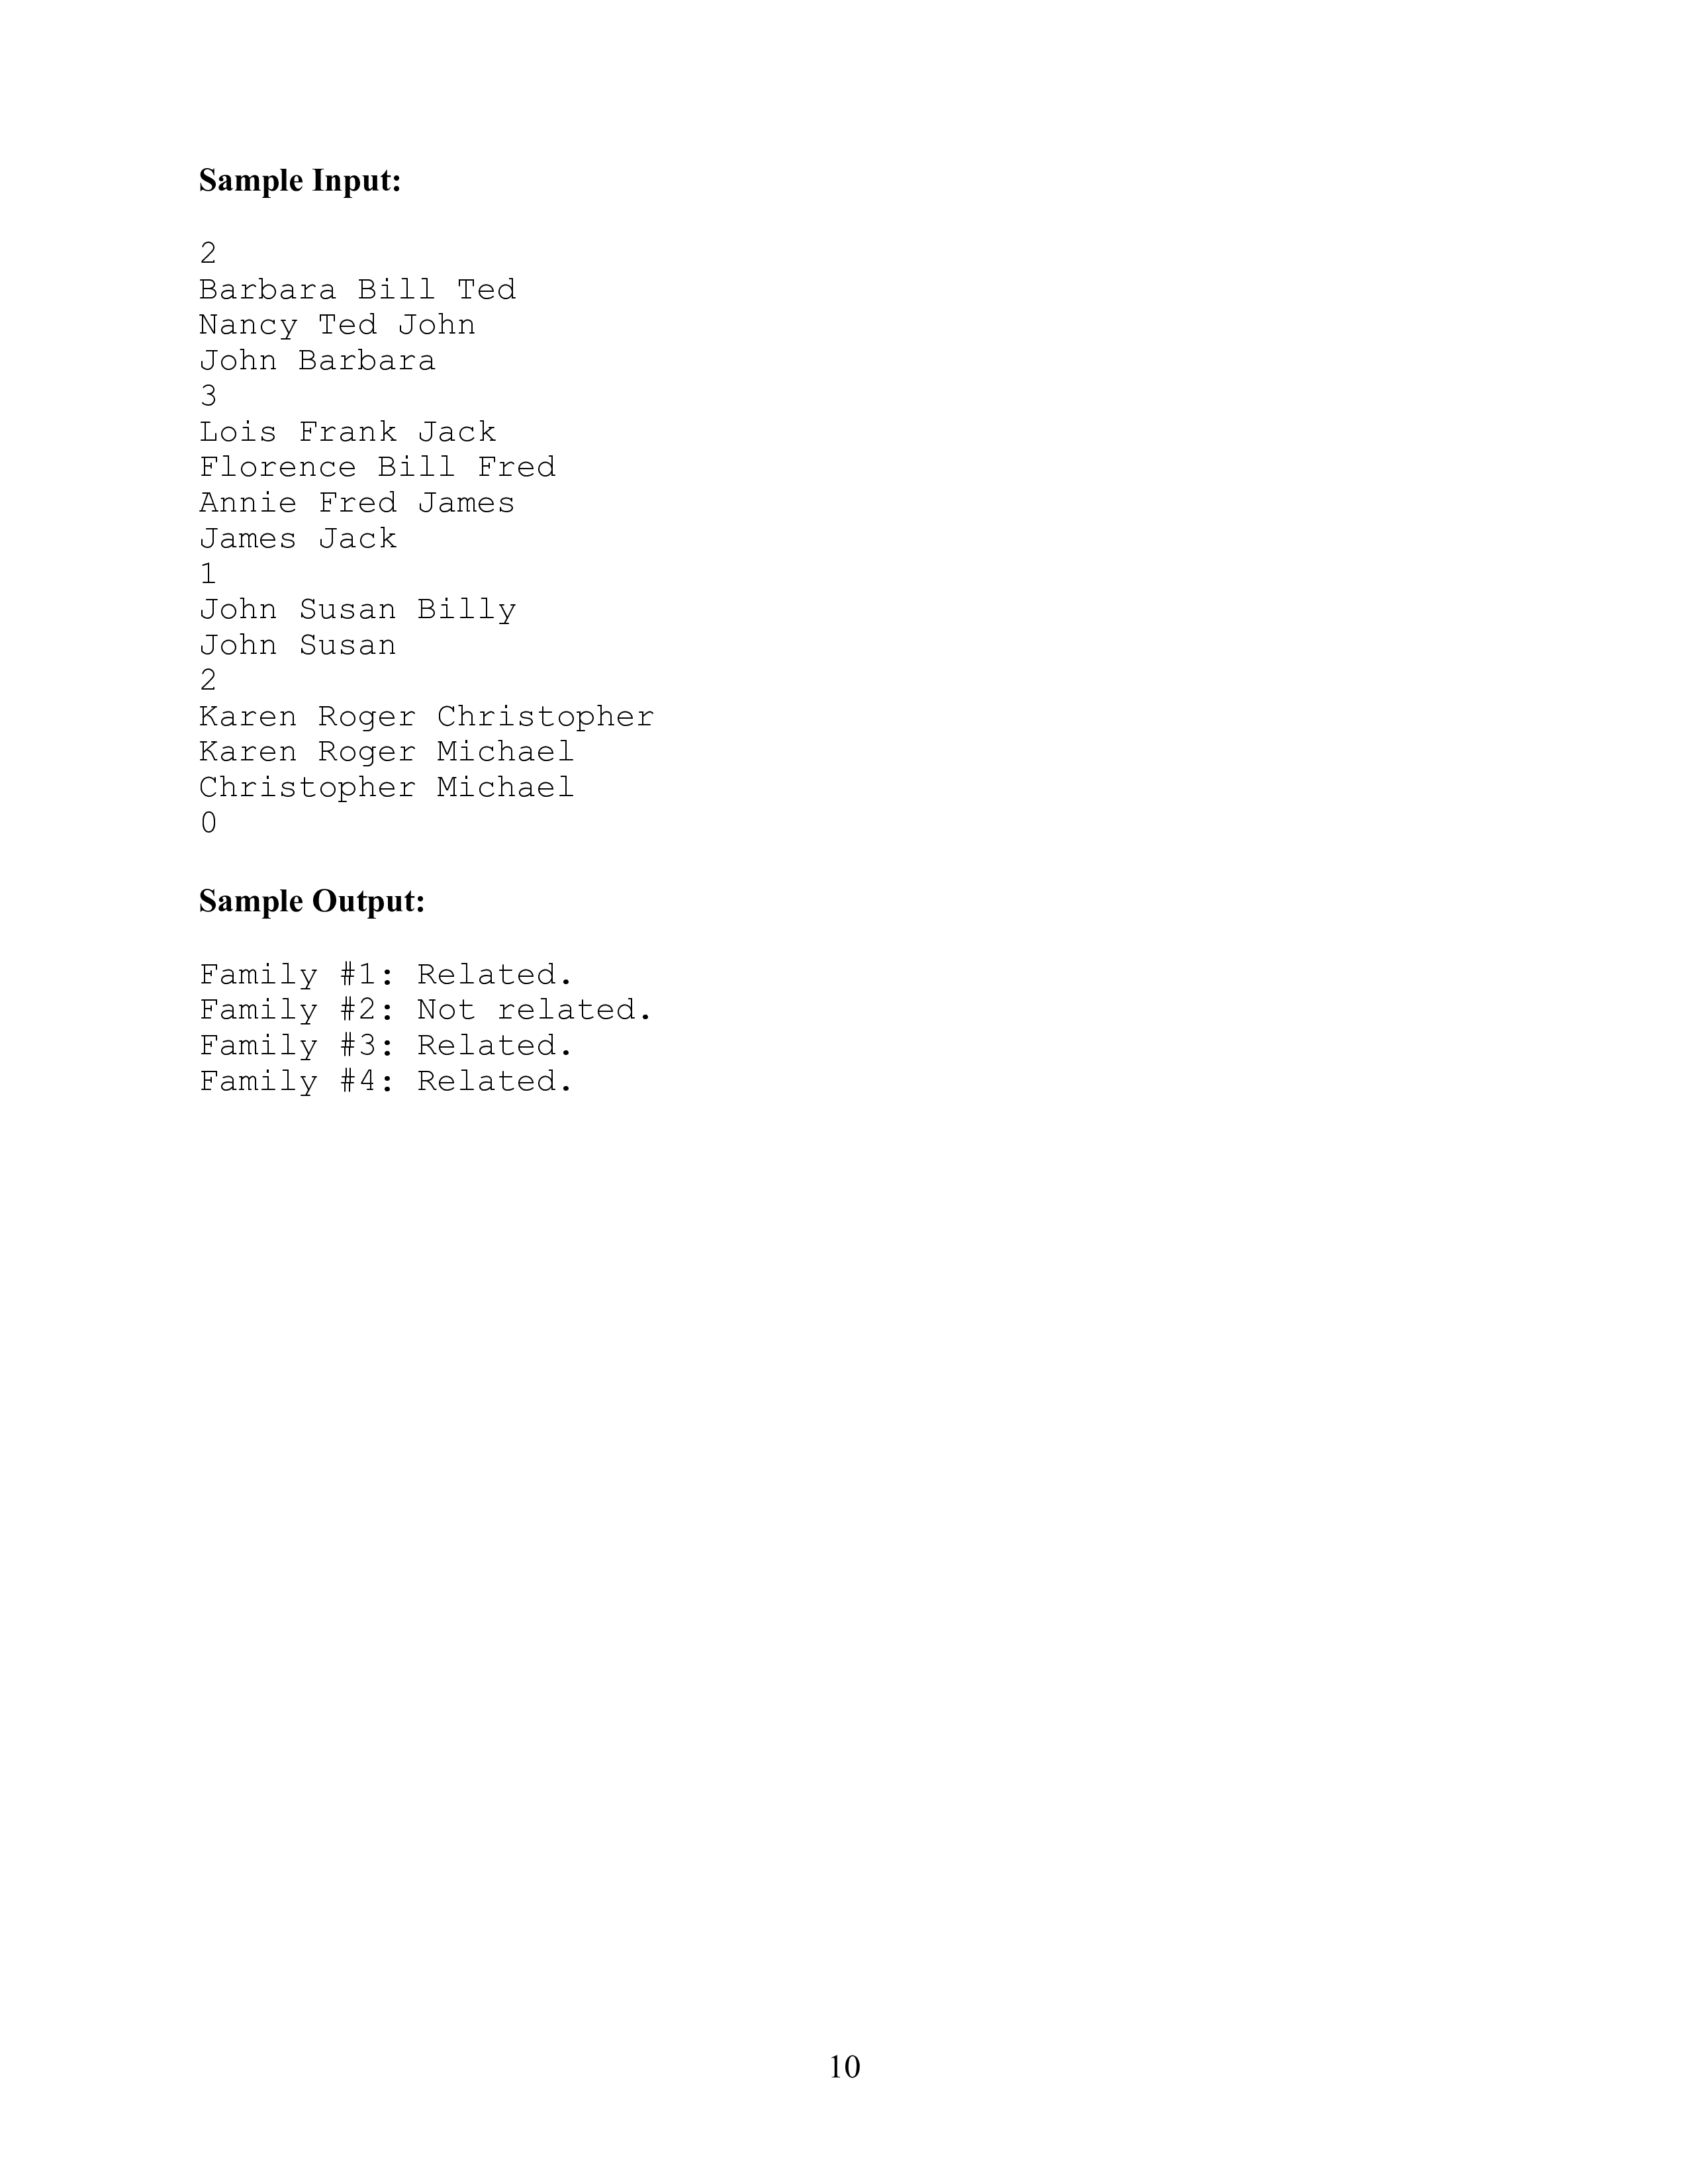 Sample Input:
2
Barbara Bill Ted
Nancy Ted John
John Barbara
3
Lois Frank Jack
Florence Bill Fred
Annie Fred James
James Jack
1
John Susan Billy
John Susan
2
Karen Roger Christopher
Karen Roger Michael
Christopher Michael
0
Sample Output:
Family #1: Related.
Family #2: Not related.
Family #3: Related.
Family #4: Related.
10